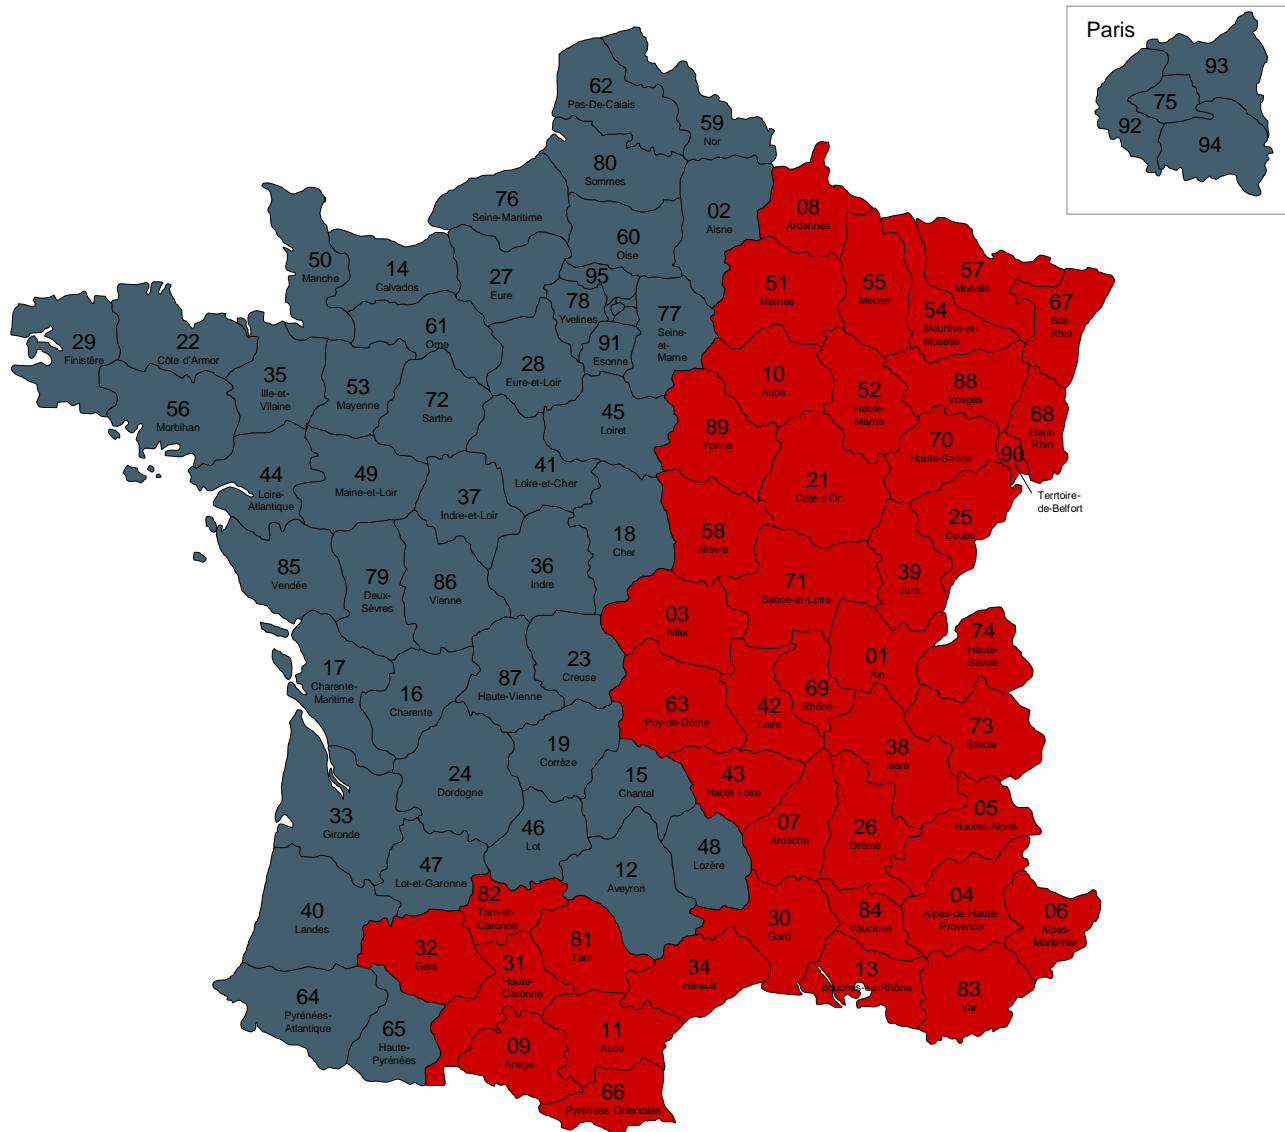 Paris
93
75
92
94
62
Pas-De-Calais
59
Nor
80
Sommes
76
Seine-Maritime
02
Aisne
08
Ardennes
60
Oise
50
Manche
14
Calvados
27
Eure
95
78
Yvelines
77
Seine-
et-
Marne
91
Esonne
51
Marnes
55
Meuse
57
Moselle
54
Meurthe-et-
Moselle
67
Bas-
Rhin
29
Finistêre
22
Côte d'Armor
61
Orne
28
Eure-et-Loir
35
Ille-et-
Vilaine
53
Mayenne
72
Sarthe
56
Morbihan
45
Loiret
10
Aube
52
Haute-
Marne
88
Vosges
68
Haut-
Rhin
89
Yonne
70
Haute-Saône
90
Terrtoire-
de-Belfort
44
Loire-
Atlantique
49
Maine-et-Loir
41
Loire-et-Cher
37
Indre-et-Loir
21
Côte d'Or
18
Cher
58
Nievre
25
Doubs
85
Vendée
79
Deux-
Sèvres
86
Vienne
36
Indre
71
Saône-et-Loire
39
Jura
03
Allier
74
Haute-
Savoie
17
Charente-
Maritime
16
Charente
87
Haute-Vienne
23
Creuse
01
Ain
63
Puy-de-Dôme
42
Loire
69
Rhône
73
Savoie
38
Isère
19
Corrèze
24
Dordogne
15
Chantal
43
Haute Loire
33
Gironde
46
Lot
07
Ardèche
26
Drôme
05
Hautes-Alpes
48
Lozère
47
Lot-et-Garonne
12
Aveyron
82
Tarn-et-
Garonne
40
Landes
30
Gard
84
Vaucluse
04
Alpes-de-Haute-
Provence
06
Alpes-
Maritimes
32
Gers
81
Tarn
31
Haute-
Garonne
34
Hérault
13
Bouches-du-Rhône
83
Var
64
Pyrénées-
Atlantique
65
Haute-
Pyrénées
09
Ariege
11
Aude
66
Pyrénées Orientales